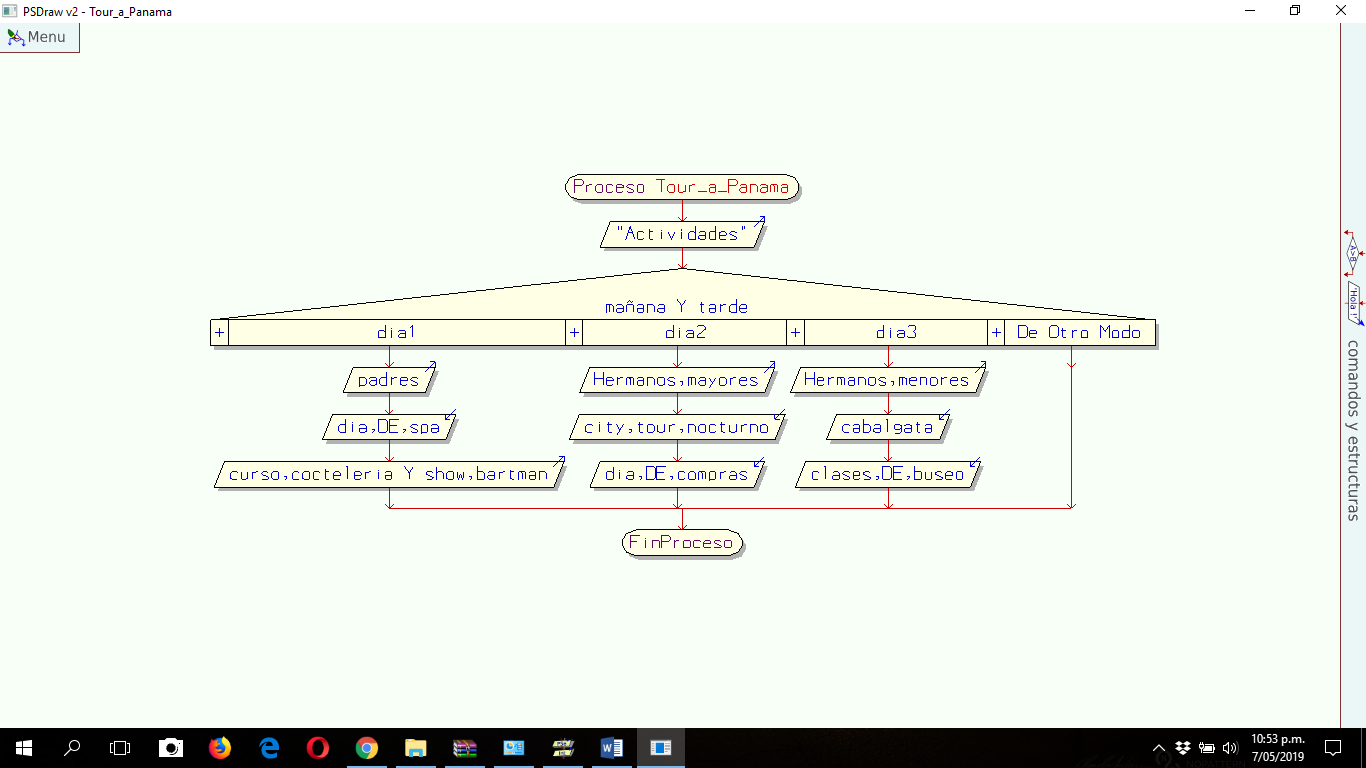 PSDraw v2 - Tour_a_Panama
Menu
Proceso Tour_a_Panama
"Actividades"
mañana Y tarde
+ dia1 + dia2 + dia3 + De Otro Modo
padres Hermanos,mayores Hermanos,menores
dia,DE,spa city,tour,nocturno cabalgata
curso,cocteleria Y show,bartman dia,DE,compras clases,DE,buseo
FinProceso
A>B
"Hola !"
comandos y estructuras
10:53 p.m.
7/05/2019